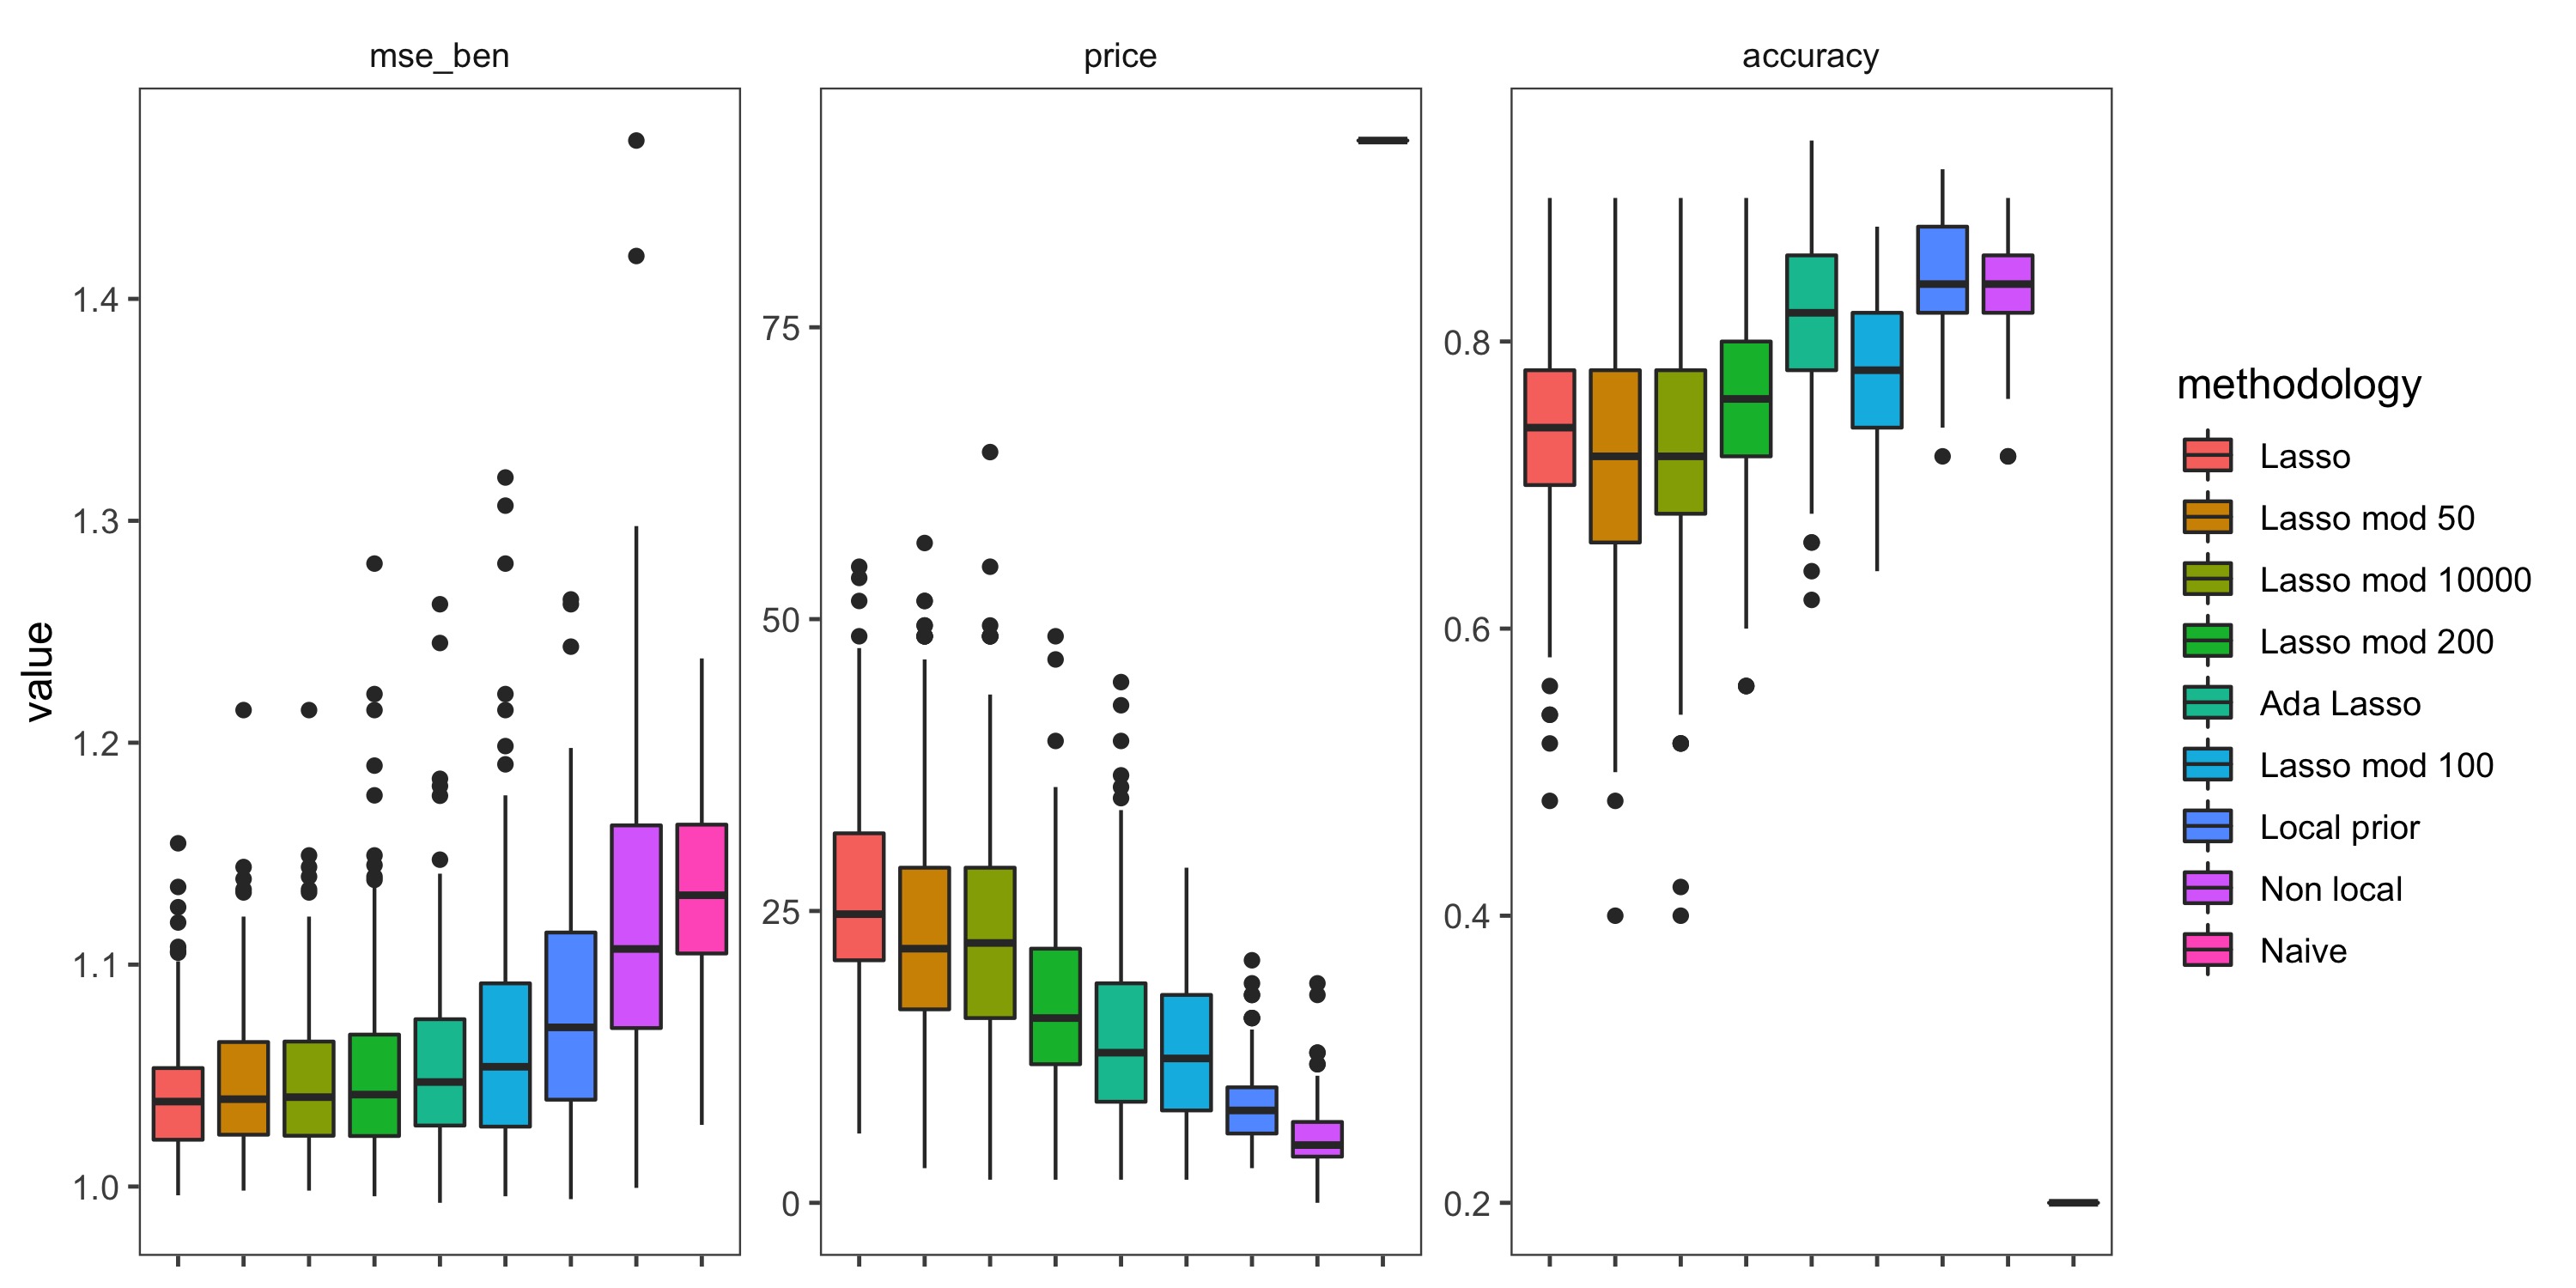 mse_ben
price
accuracy
value
1.4
1.3
1.2
1.1
1.0
75
50
25
0
0.8
0.6
0.4
0.2
methodology
Lasso
Lasso mod 50
Lasso mod 10000
Lasso mod 200
Ada Lasso
Lasso mod 100
Local prior
Non local
Naive